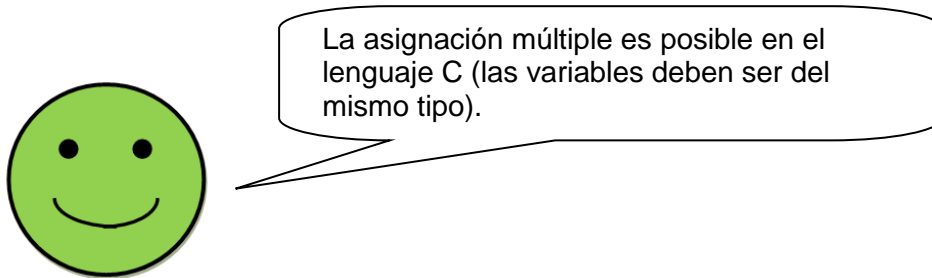 La asignación múltiple es posible en el
lenguaje C (las variables deben ser del
mismo tipo).